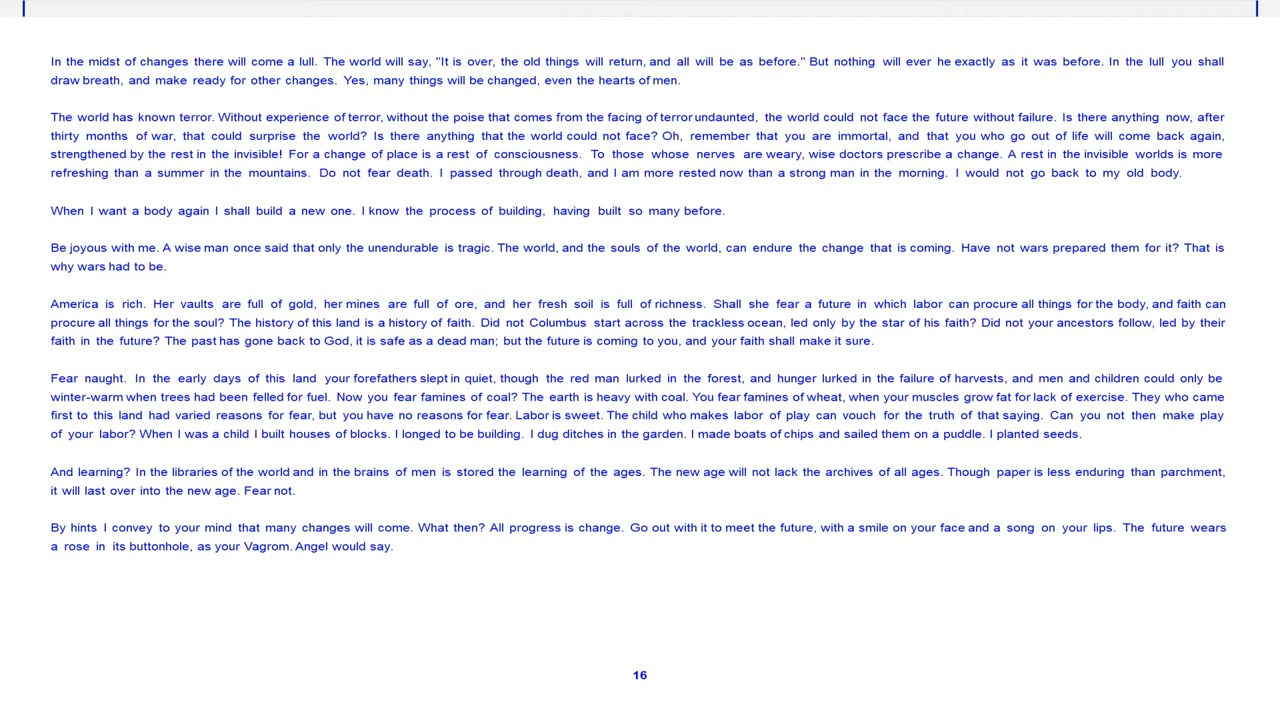 In the midst of changes there will come a lull. The world will say, "It is over, the old things will return, and all will be as before." But nothing will ever he exactly as it was before. In the lull you shall
draw breath, and make ready for other changes. Yes, many things will be changed, even the hearts of men.
The world has known terror. Without experience of terror, without the poise that comes from the facing of terror undaunted, the world could not face the future without failure. Is there anything now, after
thirty months of war, that could surprise the world? Is there anything that the world could not face? Oh, remember that you are immortal, and that you who go out of life will come back again,
strengthened by the rest in the invisible! For a change of place is a rest of consciousness. To those whose nerves are weary, wise doctors prescribe a change. A rest in the invisible worlds is more
refreshing than a summer in the mountains. Do not fear death. I passed through death, and I am more rested now than a strong man in the morning. I would not go back to my old body.
When I want a body again I shall build a new one. I know the process of building, having built so many before.
Be joyous with me. A wise man once said that only the unendurable is tragic. The world, and the souls of the world, can endure the change that is coming. Have not wars prepared them for it? That is
why wars had to be.
America is rich. Her vaults are full of gold, her mines are full of ore, and her fresh soil is full of richness. Shall she fear a future in which labor can procure all things for the body, and faith can
procure all things for the soul? The history of this land is a history of faith. Did not Columbus start across the trackless ocean, led only by the star of his faith? Did not your ancestors follow, led by their
faith in the future? The past has gone back to God, it is safe as a dead man; but the future is coming to you, and your faith shall make it sure.
Fear naught. In the early days of this land your forefathers slept in quiet, though the red man lurked in the forest, and hunger lurked in the failure of harvests, and men and children could only be
winter-warm when trees had been felled for fuel. Now you fear famines of coal? The earth is heavy with coal. You fear famines of wheat, when your muscles grow fat for lack of exercise. They who came
first to this land had varied reasons for fear, but you have no reasons for fear. Labor is sweet. The child who makes labor of play can vouch for the truth of that saying. Can you not then make play
of your labor? When I was a child I built houses of blocks. I longed to be building. I dug ditches in the garden. I made boats of chips and sailed them on a puddle. I planted seeds.
And learning? In the libraries of the world and in the brains of men is stored the learning of the ages. The new age will not lack the archives of all ages. Though paper is less enduring than parchment,
it will last over into the new age. Fear not.
By hints I convey to your mind that many changes will come. What then? All progress is change. Go out with it to meet the future, with a smile on your face and a song on your lips. The future wears
a rose in its buttonhole, as your Vagrom. Angel would say.
16